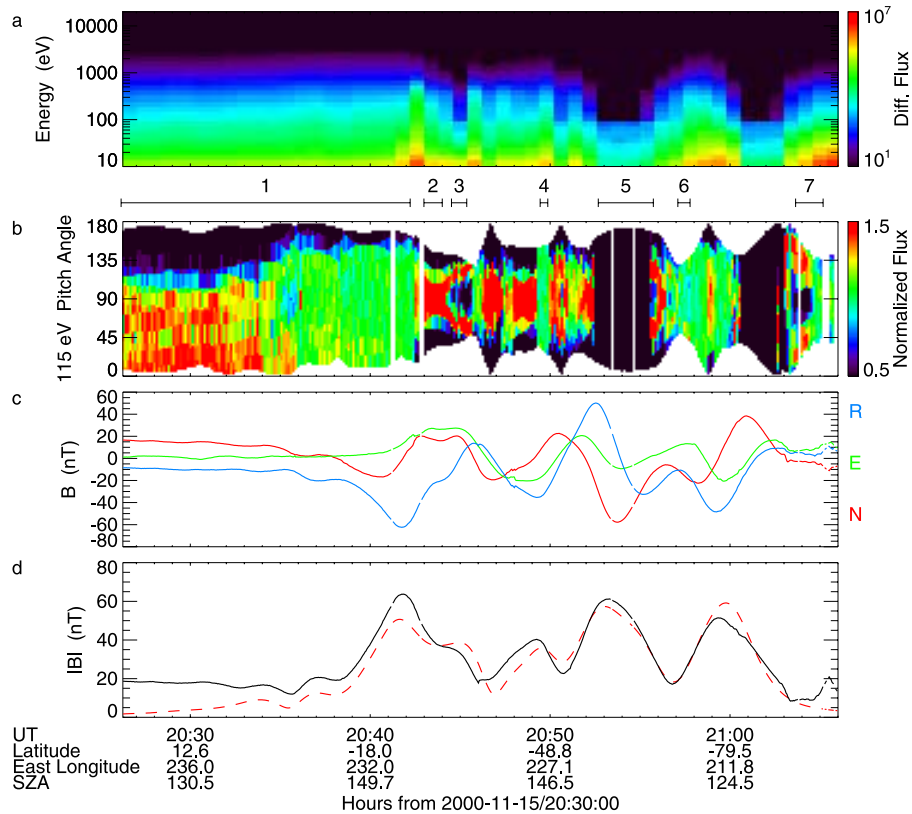 a
Energy (eV)
10000
1000
100
10
10^7
Diff, Flux
10^1
1 2 3 4 5 6 7
b
115 eV Pitch Angle
180
135
90
45
0
1.5
Normalized Flux
0.5
c
B (nT)
60
40
20
0
-20
-40
-60
-80
R
E
N
d
|B| (nT)
80
60
40
20
0
UT 20:30 20:40 20:50 21:00
Latitude 12.6 -18.0 -48.8 -79.5
East Longitude 236.0 232.0 227.1 211.8
SZA 130.5 149.7 146.5 124.5
Hours from 2000-11-15/20:30:00